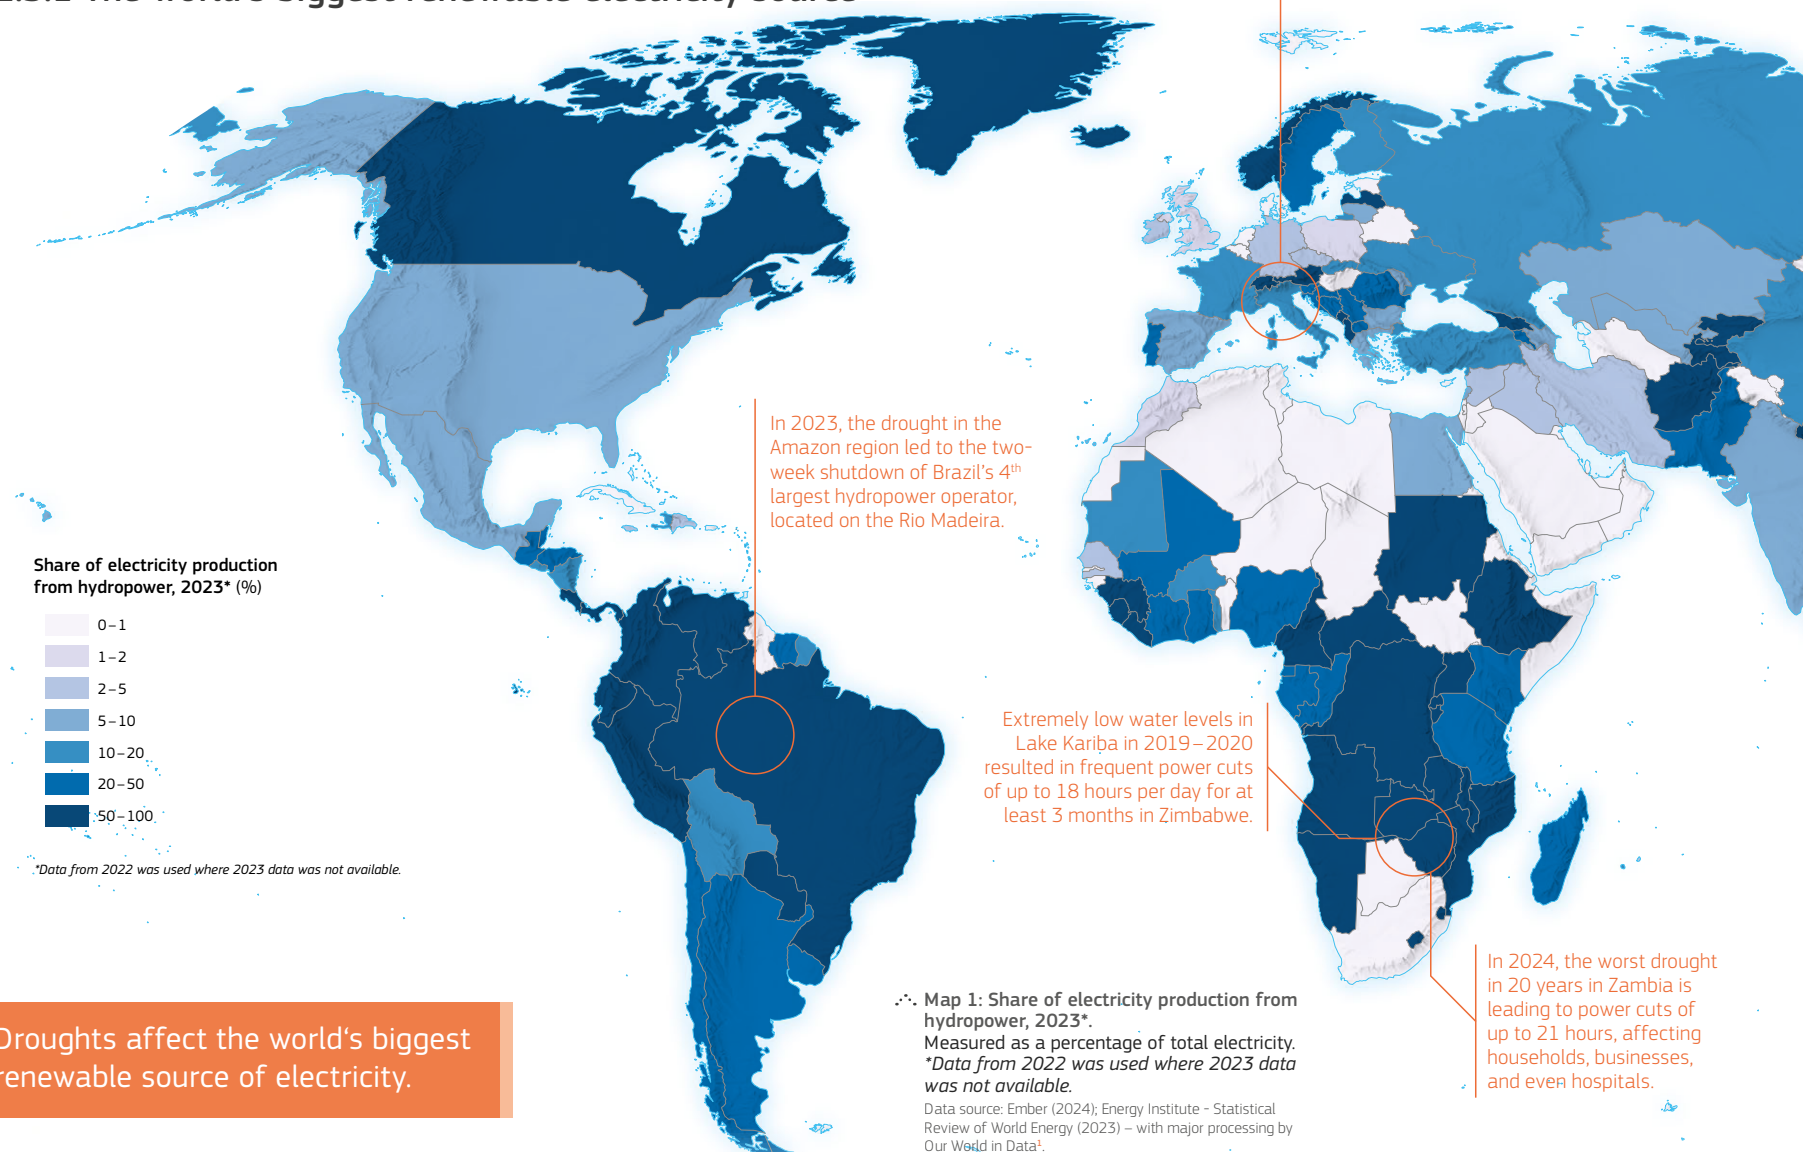 The World's biggest renewable electricity source
In 2023, the drought in the
Amazon region led to the two-
week shutdown of Brazil's 4th
largest hydropower operator,
located on the Rio Madeira.
Share of electricity production
from hydropower, 2023* (%)
0–1
1–2
2–5
5–10
10–20
20–50
50–100
*Data from 2022 was used where 2023 data was not available.
Extremely low water levels in
Lake Kariba in 2019–2020
resulted in frequent power cuts
of up to 18 hours per day for at
least 3 months in Zimbabwe.
In 2024, the worst drought
in 20 years in Zambia is
leading to power cuts of
up to 21 hours, affecting
households, businesses,
and even hospitals.
Droughts affect the world‘s biggest
renewable source of electricity.
Map 1: Share of electricity production from
hydropower, 2023*.
Measured as a percentage of total electricity.
*Data from 2022 was used where 2023 data
was not available.
Data source: Ember (2024); Energy Institute - Statistical
Review of World Energy (2023) – with major processing by
Our World in Data1.